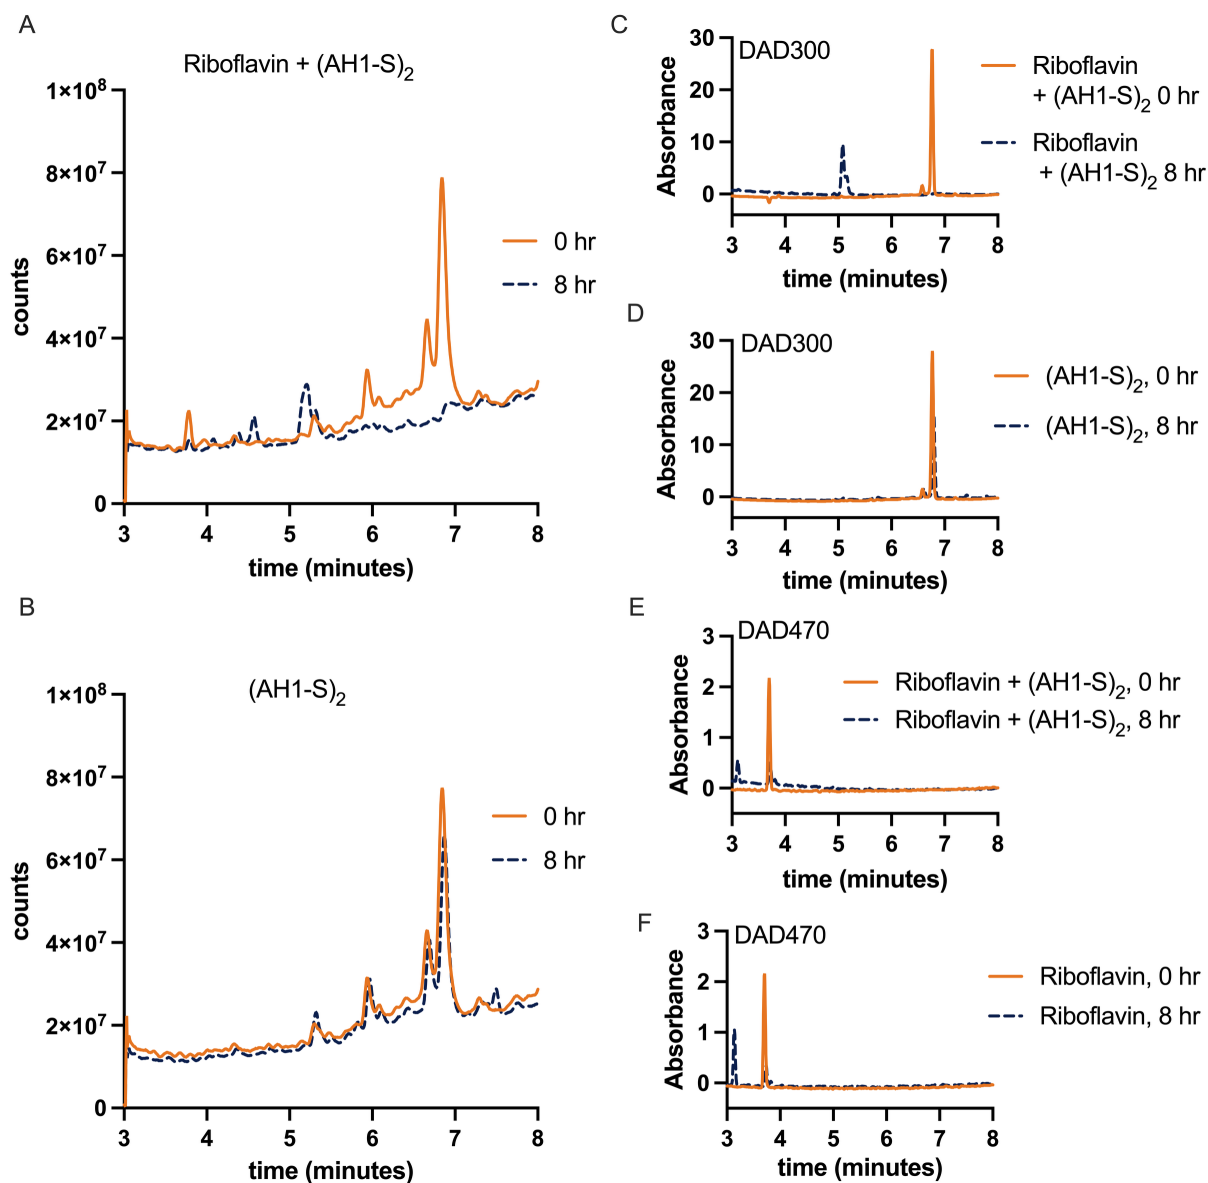 A
Riboflavin + (AH1-S)2
1×10^8
8×10^7
6×10^7
4×10^7
2×10^7
0
counts
0 hr
8 hr
3 4 5 6 7 8
time (minutes)
B
(AH1-S)2
1×10^8
8×10^7
6×10^7
4×10^7
2×10^7
0
counts
0 hr
8 hr
3 4 5 6 7 8
time (minutes)
C
DAD300
30
20
10
0
Absorbance
Riboflavin
+ (AH1-S)2 0 hr
Riboflavin
+ (AH1-S)2 8 hr
3 4 5 6 7 8
time (minutes)
D
DAD300
30
20
10
0
Absorbance
(AH1-S)2, 0 hr
(AH1-S)2, 8 hr
3 4 5 6 7 8
time (minutes)
E
DAD470
3
2
1
0
Absorbance
Riboflavin + (AH1-S)2, 0 hr
Riboflavin + (AH1-S)2, 8 hr
3 4 5 6 7 8
time (minutes)
F
DAD470
3
2
1
0
Absorbance
Riboflavin, 0 hr
Riboflavin, 8 hr
3 4 5 6 7 8
time (minutes)